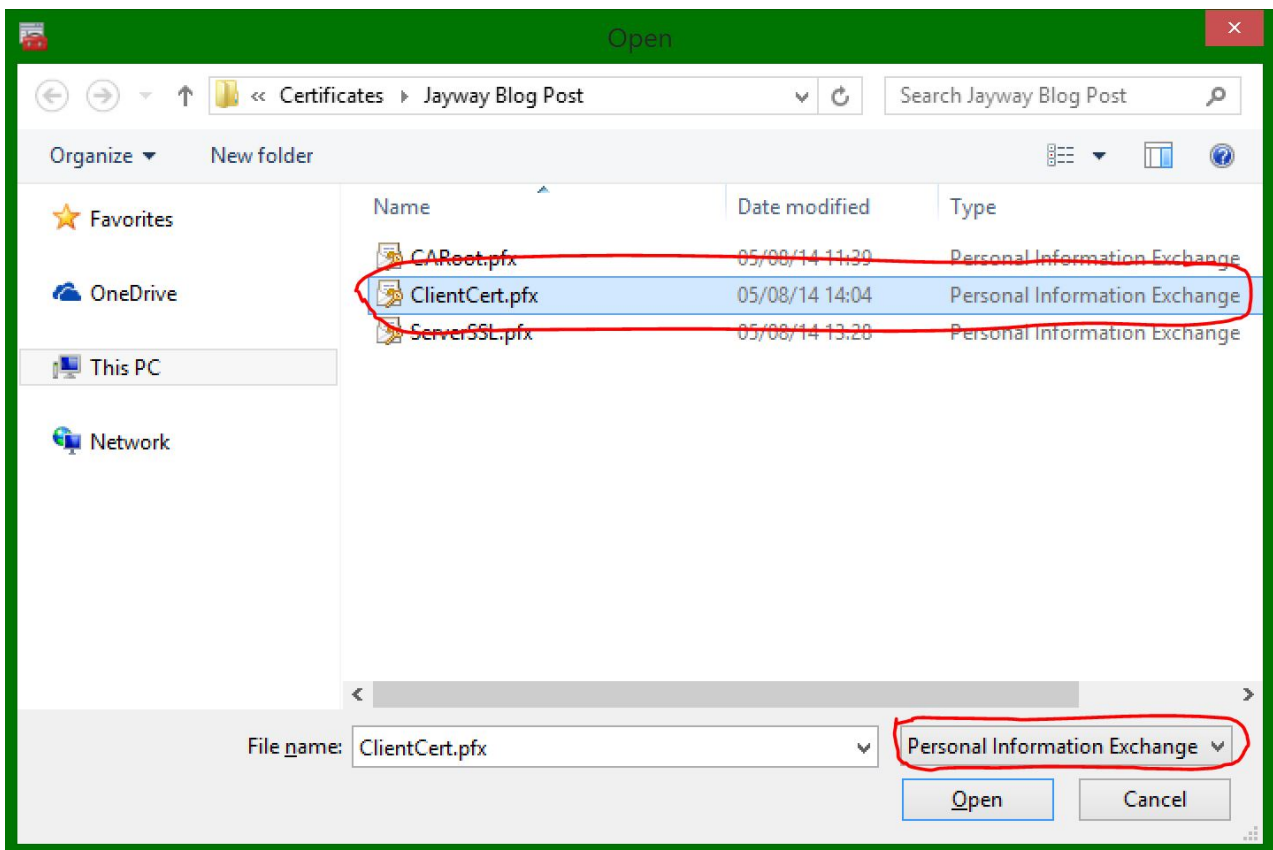 Open
« Certificates Jayway Blog Post Search Jayway Blog Post
Organize New folder
Name Date modified Type
Favorites
OneDrive
This PC
Network
CARoot.pfx 05/08/14 11:39 Personal Information Exchange
ClientCert.pfx 05/08/14 14:04 Personal Information Exchange
ServerSSL.pfx 05/08/14 13:28 Personal Information Exchange
File name: ClientCert.pfx Personal Information Exchange
Open Cancel